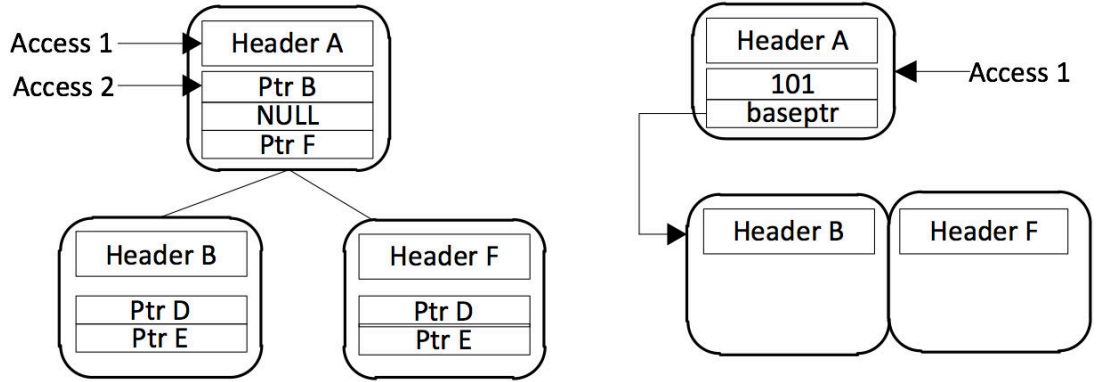 Access 1
Header A
Access 2
Ptr B
NULL
Ptr F
Header B
Ptr D
Ptr E
Header F
Ptr D
Ptr E
Header A
101
baseptr
Access 1
Header B
Header F